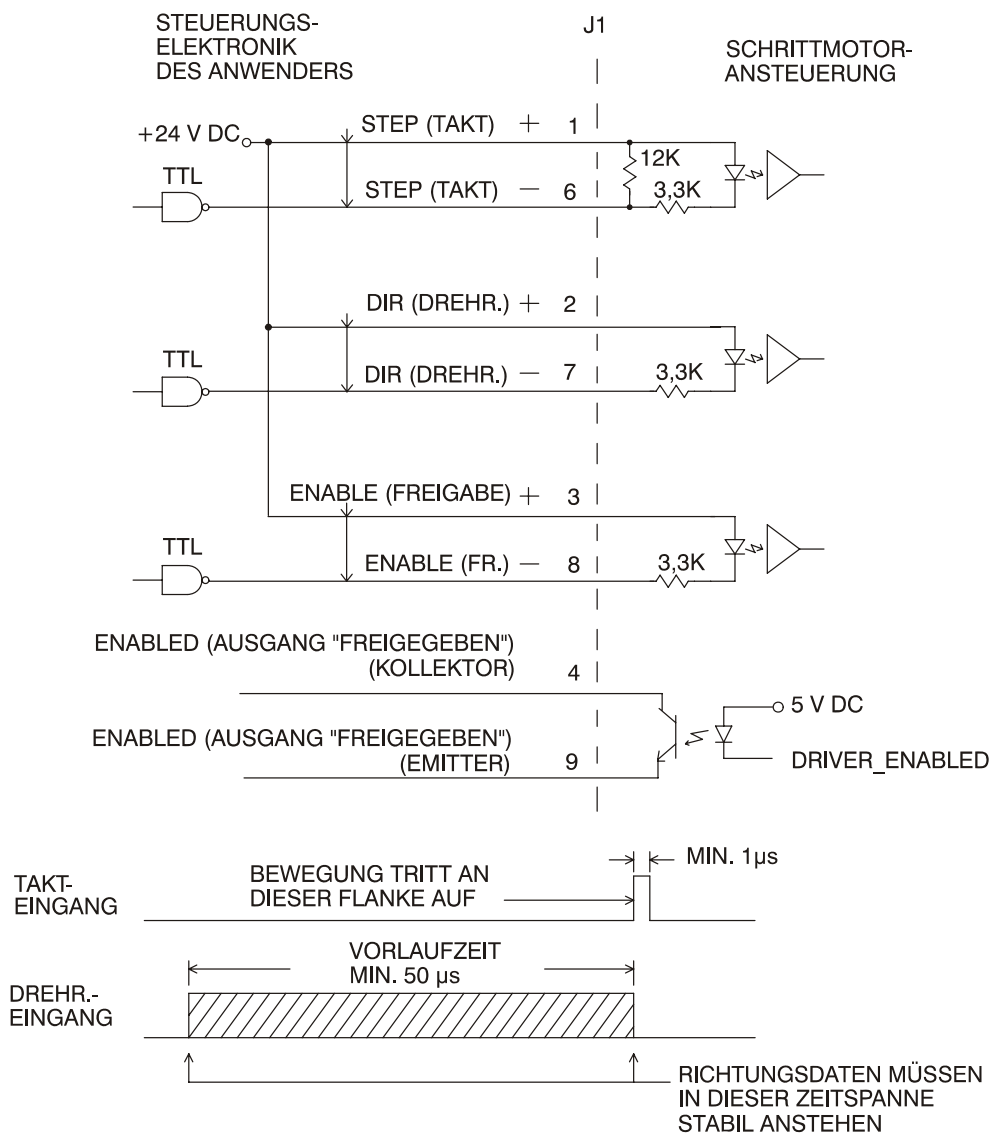 STEUERUNGS-
ELEKTRONIK
DES ANWENDERS
J1
SCHRITTMOTOR-
ANSTEUERUNG
+24 V DC
STEP (TAKT) + 1
12K
TTL
STEP (TAKT) — 6
3,3K
DIR (DREHR.) + 2
TTL
DIR (DREHR.) — 7
3,3K
ENABLE (FREIGABE) + 3
TTL
ENABLE (FR.) — 8
3,3K
ENABLED (AUSGANG "FREIGEGEBEN")
(KOLLEKTOR) 4
5 V DC
ENABLED (AUSGANG "FREIGEGEBEN")
(EMITTER) 9
DRIVER_ENABLED
MIN. 1µs
TAKT-
EINGANG
BEWEGUNG TRITT AN
DIESER FLANKE AUF
VORLAUFZEIT
MIN. 50 µs
DREHR.-
EINGANG
RICHTUNGSDATEN MÜSSEN
IN DIESER ZEITSPANNE
STABIL ANSTEHEN